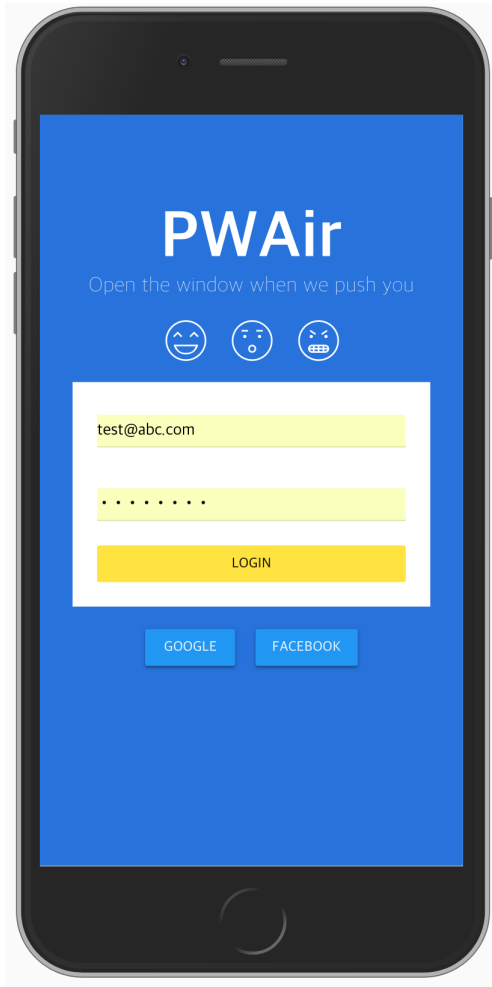 PWAir
Open the window when we push you
test@abc.com
• • • • • • • •
LOGIN
GOOGLE FACEBOOK